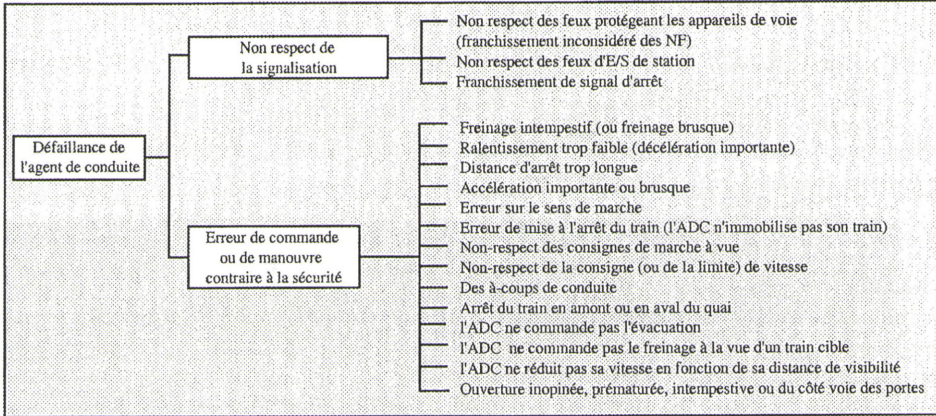 Défaillance de
l'agent de conduite
Non respect de
la signalisation
Non respect des feux protégeant les appareils de voie
(franchissement inconsidéré des NF)
Non respect des feux d'E/S de station
Franchissement de signal d'arrêt
Erreur de commande
ou de manouvre
contraire à la sécurité
Freinage intempestif (ou freinage brusque)
Ralentissement trop faible (décélération importante)
Distance d'arrêt trop longue
Accélération importante ou brusque
Erreur sur le sens de marche
Erreur de mise à l'arrêt du train (l'ADC n'immobilise pas son train)
Non-respect des consignes de marche à vue
Non-respect de la consigne (ou de la limite) de vitesse
Des à-coups de conduite
Arrêt du train en amont ou en aval du quai
l'ADC ne commande pas l'évacuation
l'ADC ne commande pas le freinage à la vue d'un train cible
l'ADC ne réduit pas sa vitesse en fonction de sa distance de visibilité
Ouverture inopinée, prématurée, intempestive ou du côté voie des portes